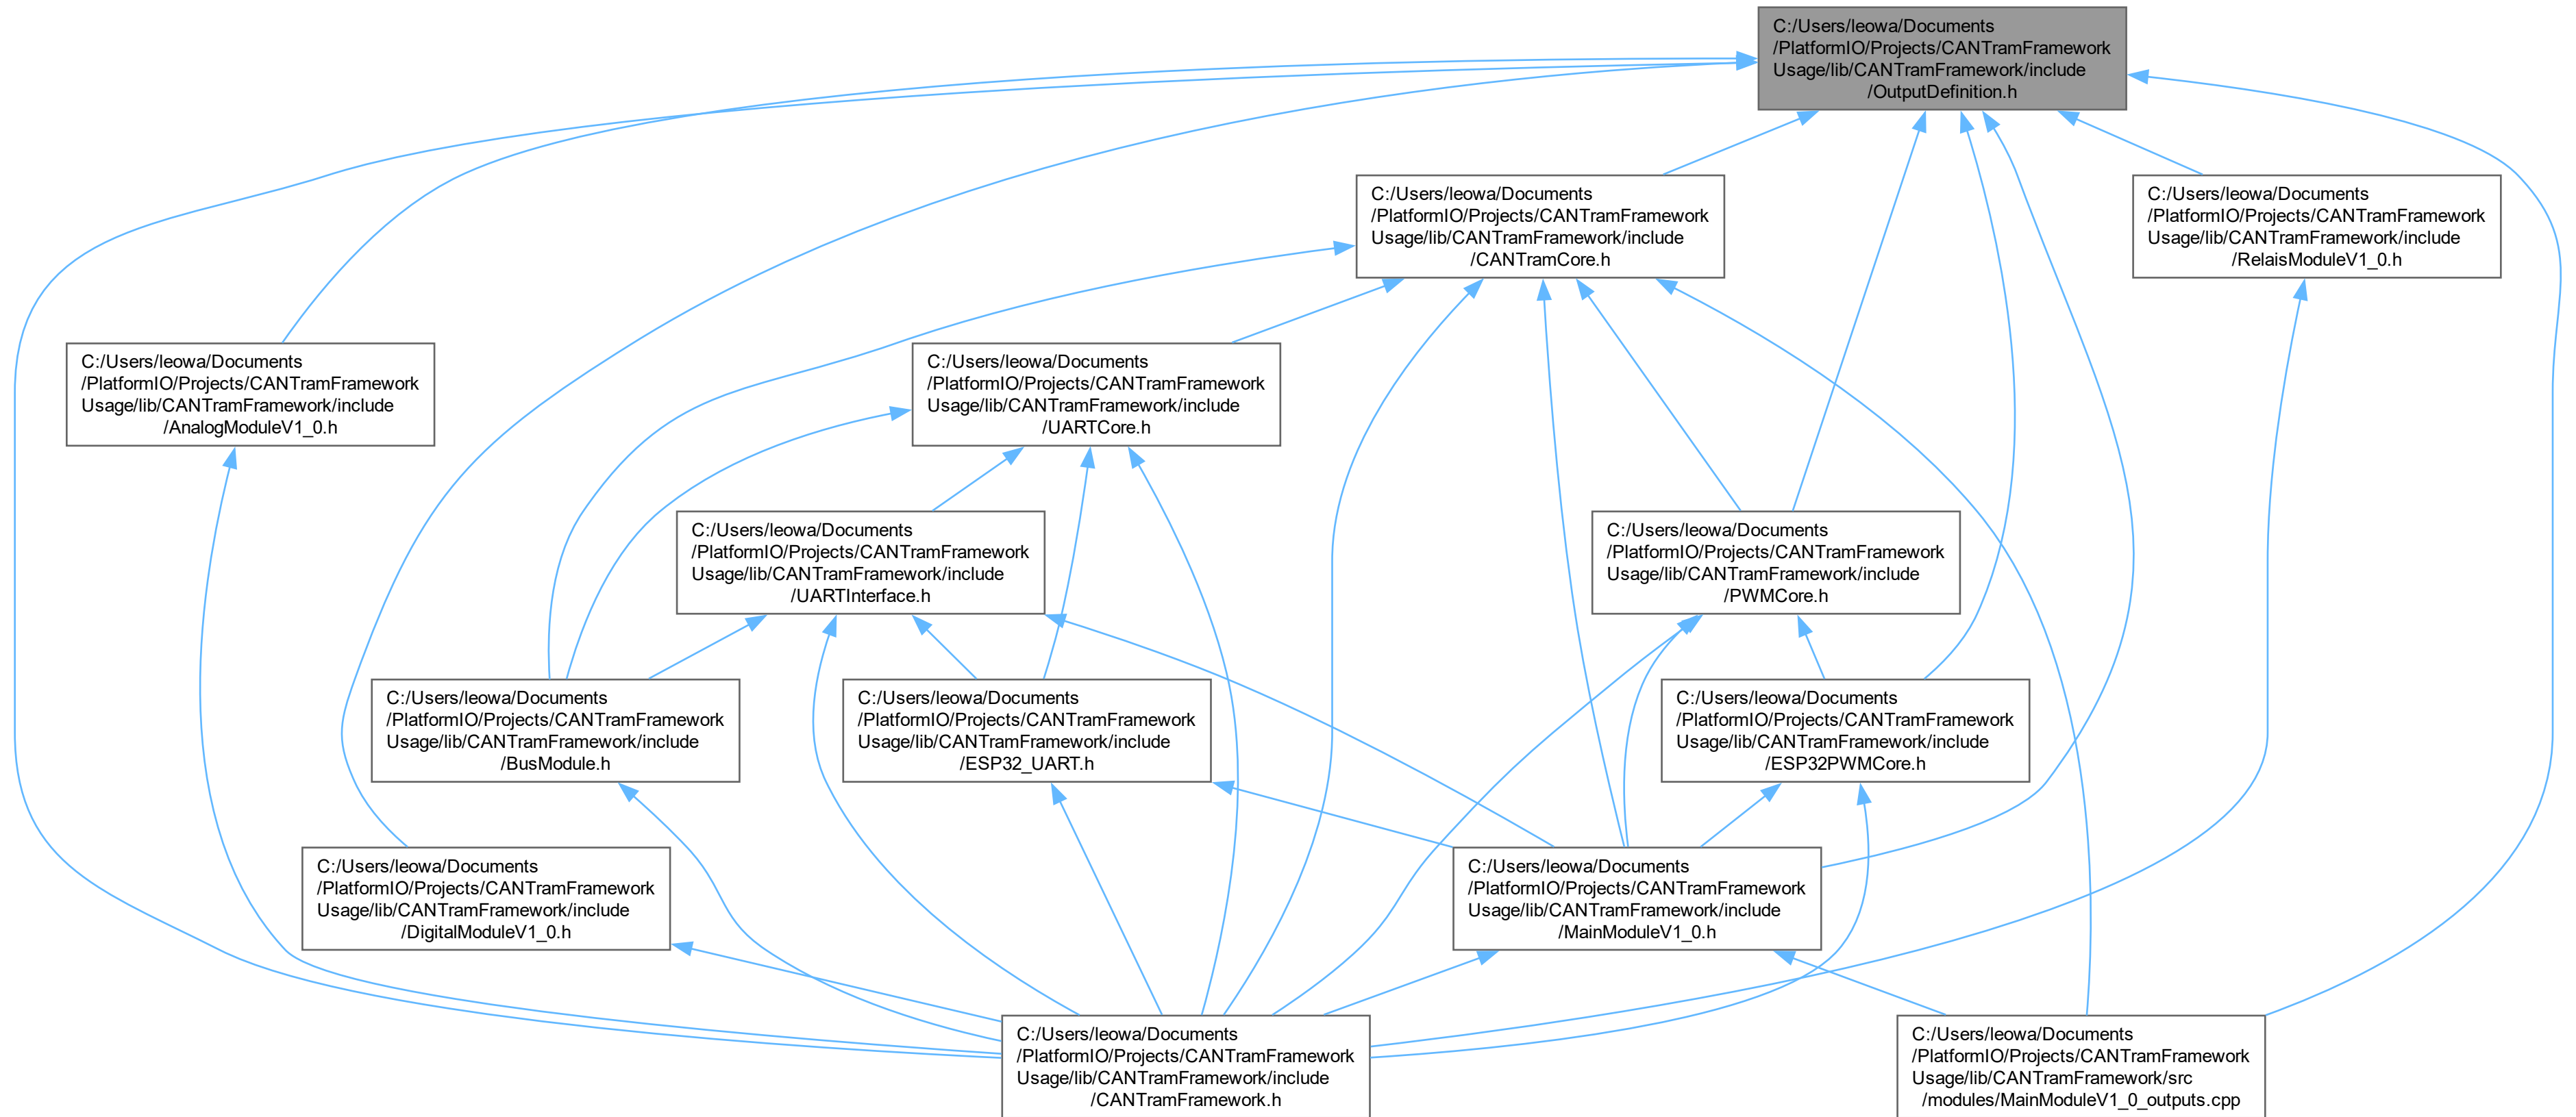 C:/Users/leowa/Documents
/PlatformIO/Projects/CANTramFramework
Usage/lib/CANTramFramework/include
/OutputDefinition.h
C:/Users/leowa/Documents
/PlatformIO/Projects/CANTramFramework
Usage/lib/CANTramFramework/include
/CANTramCore.h
C:/Users/leowa/Documents
/PlatformIO/Projects/CANTramFramework
Usage/lib/CANTramFramework/include
/RelaisModuleV1_0.h
C:/Users/leowa/Documents
/PlatformIO/Projects/CANTramFramework
Usage/lib/CANTramFramework/include
/AnalogModuleV1_0.h
C:/Users/leowa/Documents
/PlatformIO/Projects/CANTramFramework
Usage/lib/CANTramFramework/include
/UARTCore.h
C:/Users/leowa/Documents
/PlatformIO/Projects/CANTramFramework
Usage/lib/CANTramFramework/include
/UARTInterface.h
C:/Users/leowa/Documents
/PlatformIO/Projects/CANTramFramework
Usage/lib/CANTramFramework/include
/PWMCore.h
C:/Users/leowa/Documents
/PlatformIO/Projects/CANTramFramework
Usage/lib/CANTramFramework/include
/BusModule.h
C:/Users/leowa/Documents
/PlatformIO/Projects/CANTramFramework
Usage/lib/CANTramFramework/include
/ESP32_UART.h
C:/Users/leowa/Documents
/PlatformIO/Projects/CANTramFramework
Usage/lib/CANTramFramework/include
/ESP32PWMCore.h
C:/Users/leowa/Documents
/PlatformIO/Projects/CANTramFramework
Usage/lib/CANTramFramework/include
/DigitalModuleV1_0.h
C:/Users/leowa/Documents
/PlatformIO/Projects/CANTramFramework
Usage/lib/CANTramFramework/include
/MainModuleV1_0.h
C:/Users/leowa/Documents
/PlatformIO/Projects/CANTramFramework
Usage/lib/CANTramFramework/include
/CANTramFramework.h
C:/Users/leowa/Documents
/PlatformIO/Projects/CANTramFramework
Usage/lib/CANTramFramework/src
/modules/MainModuleV1_0_outputs.cpp